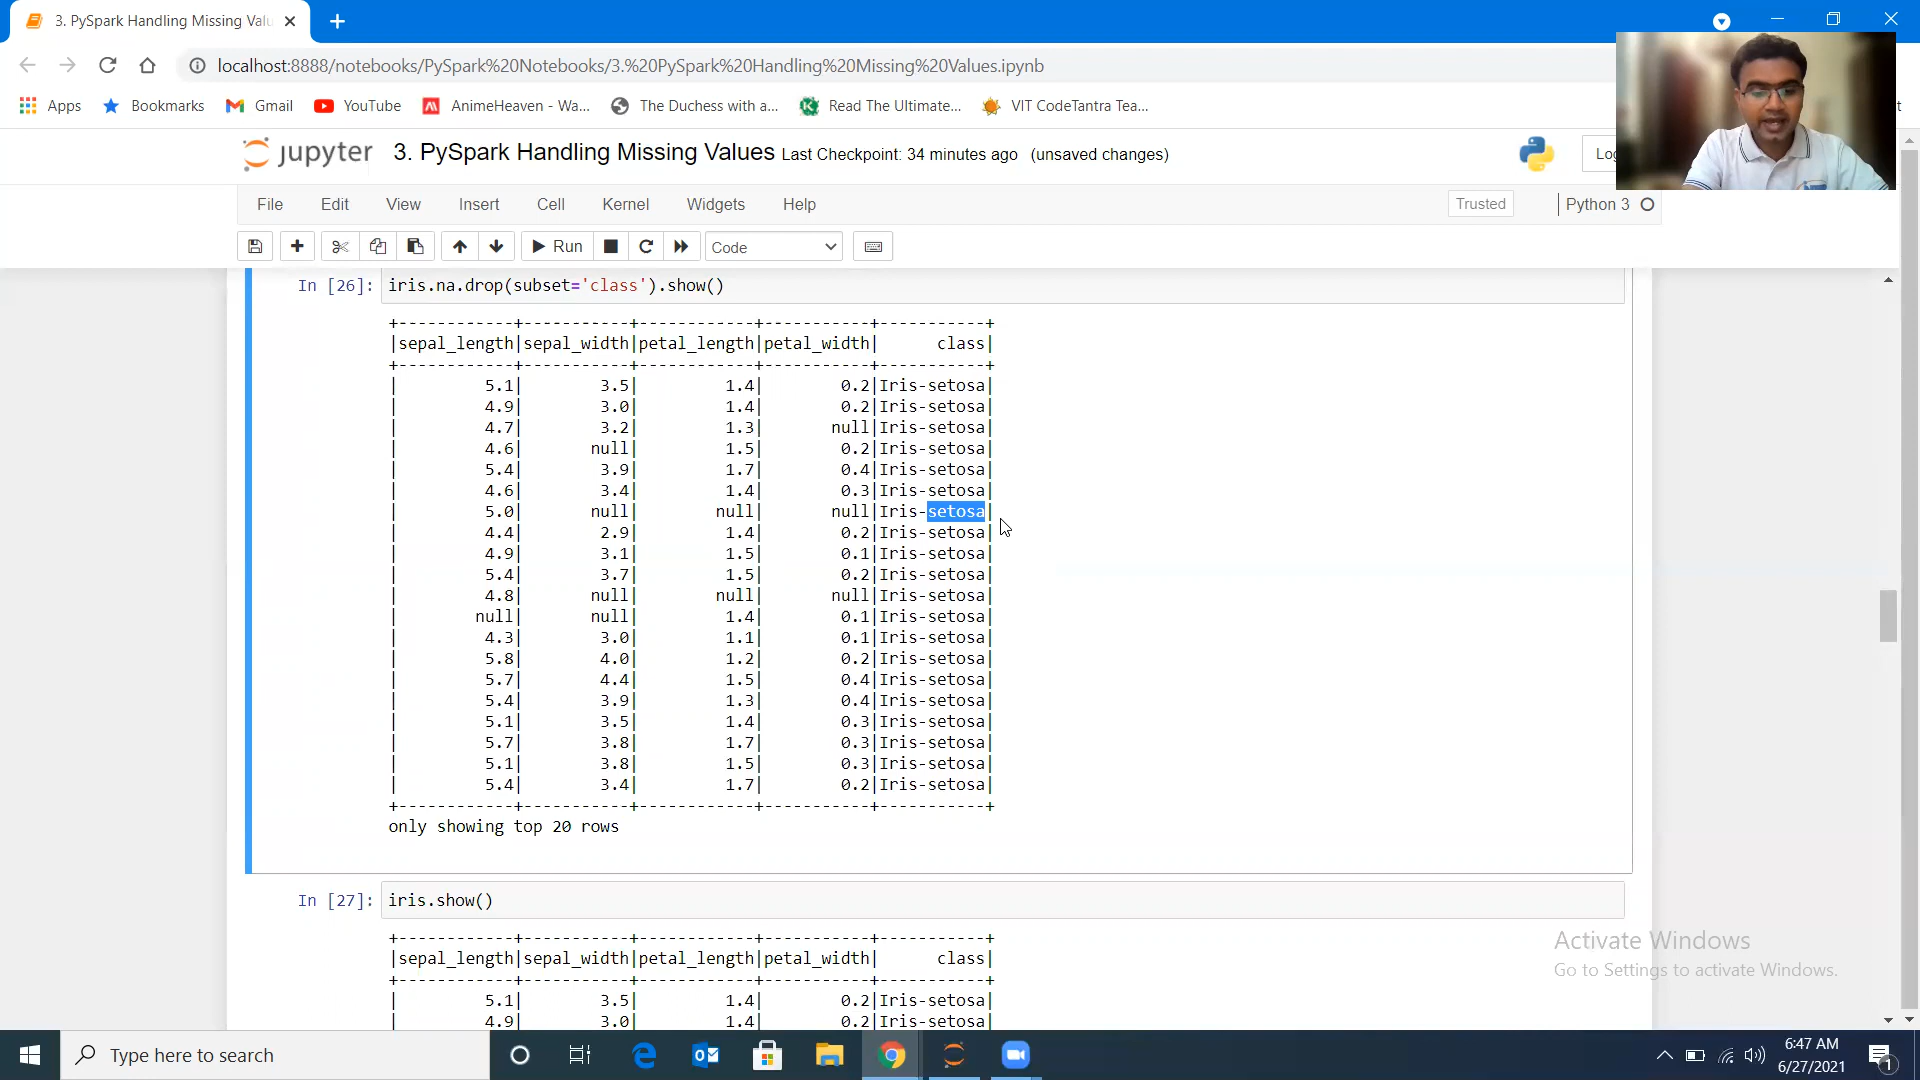 3. PySpark Handling Missing Valu
localhost:8888/notebooks/PySpark%20Notebooks/3.%20PySpark%20Handling%20Missing%20Values.ipynb
Apps Bookmarks Gmail YouTube AnimeHeaven - Wa... The Duchess with a... Read The Ultimate... VIT CodeTantra Tea...
jupyter 3. PySpark Handling Missing Values Last Checkpoint: 34 minutes ago (unsaved changes)
File Edit View Insert Cell Kernel Widgets Help Trusted Python 3
Run Code
In [26]: iris.na.drop(subset='class').show()
+------------+-----------+------------+-----------+-----------+
|sepal_length|sepal_width|petal_length|petal_width|      class|
+------------+-----------+------------+-----------+-----------+
|         5.1|        3.5|         1.4|        0.2|Iris-setosa|
|         4.9|        3.0|         1.4|        0.2|Iris-setosa|
|         4.7|        3.2|         1.3|       null|Iris-setosa|
|         4.6|       null|         1.5|        0.2|Iris-setosa|
|         5.4|        3.9|         1.7|        0.4|Iris-setosa|
|         4.6|        3.4|         1.4|        0.3|Iris-setosa|
|         5.0|       null|        null|       null|Iris-setosa|
|         4.4|        2.9|         1.4|        0.2|Iris-setosa|
|         4.9|        3.1|         1.5|        0.1|Iris-setosa|
|         5.4|        3.7|         1.5|        0.2|Iris-setosa|
|         4.8|       null|        null|       null|Iris-setosa|
|        null|       null|         1.4|        0.1|Iris-setosa|
|         4.3|        3.0|         1.1|        0.1|Iris-setosa|
|         5.8|        4.0|         1.2|        0.2|Iris-setosa|
|         5.7|        4.4|         1.5|        0.4|Iris-setosa|
|         5.4|        3.9|         1.3|        0.4|Iris-setosa|
|         5.1|        3.5|         1.4|        0.3|Iris-setosa|
|         5.7|        3.8|         1.7|        0.3|Iris-setosa|
|         5.1|        3.8|         1.5|        0.3|Iris-setosa|
|         5.4|        3.4|         1.7|        0.2|Iris-setosa|
+------------+-----------+------------+-----------+-----------+
only showing top 20 rows
In [27]: iris.show()
+------------+-----------+------------+-----------+-----------+
|sepal_length|sepal_width|petal_length|petal_width|      class|
+------------+-----------+------------+-----------+-----------+
|         5.1|        3.5|         1.4|        0.2|Iris-setosa|
|         4.9|        3.0|         1.4|        0.2|Iris-setosa|
Activate Windows
Go to Settings to activate Windows.
Type here to search
6:47 AM
6/27/2021
1